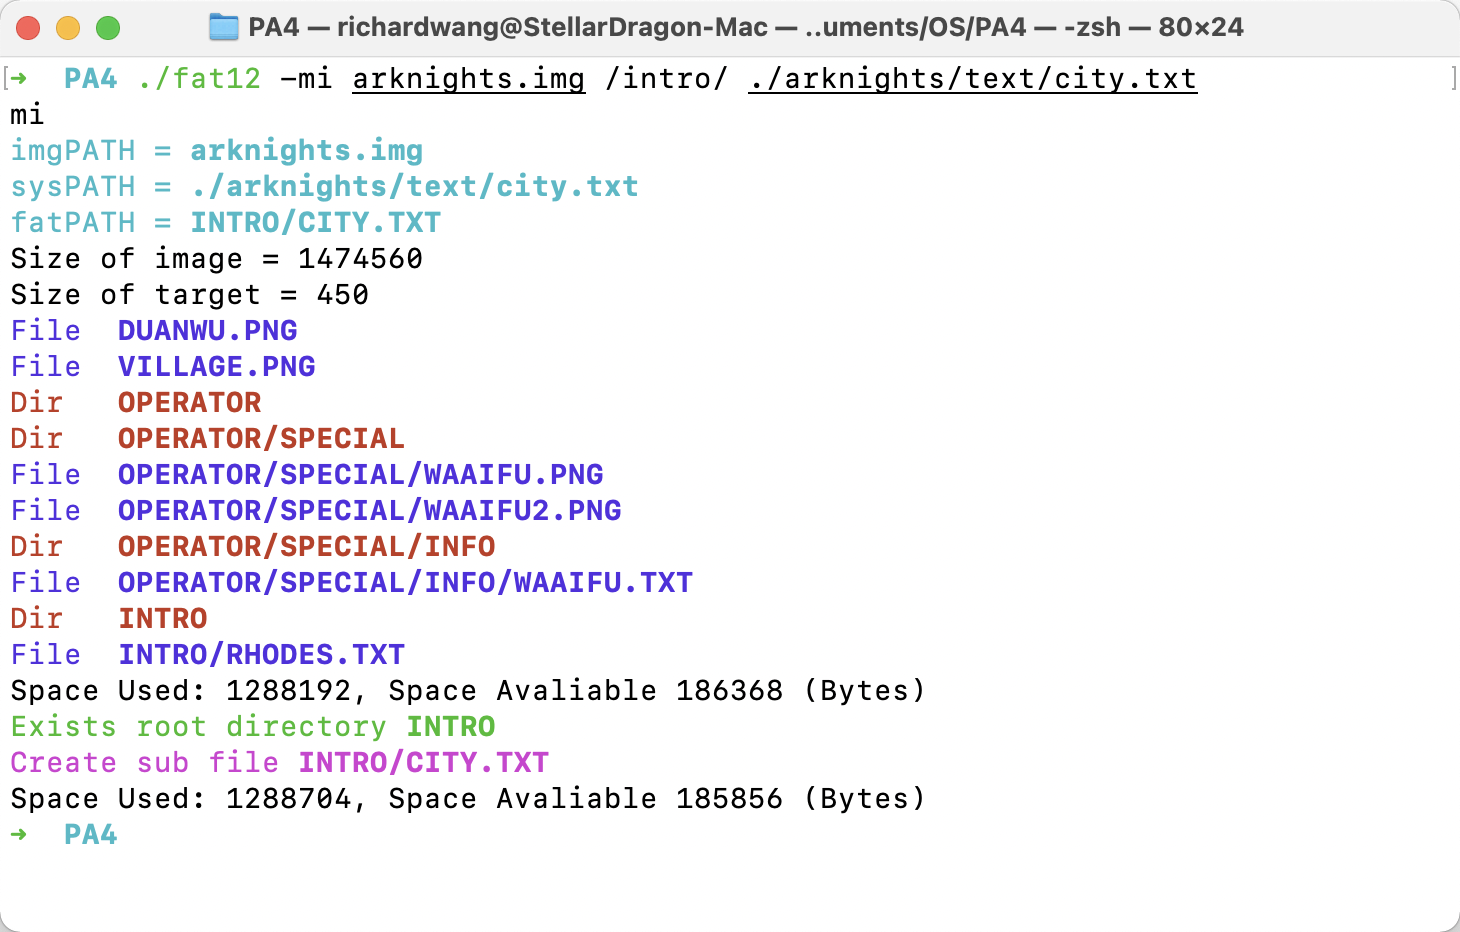 PA4 — richardwang@StellarDragon-Mac — ..uments/OS/PA4 — -zsh — 80×24
[➜  PA4 ./fat12 -mi arknights.img /intro/ ./arknights/text/city.txt ]
mi
imgPATH = arknights.img
sysPATH = ./arknights/text/city.txt
fatPATH = INTRO/CITY.TXT
Size of image = 1474560
Size of target = 450
File  DUANWU.PNG
File  VILLAGE.PNG
Dir   OPERATOR
Dir   OPERATOR/SPECIAL
File  OPERATOR/SPECIAL/WAAIFU.PNG
File  OPERATOR/SPECIAL/WAAIFU2.PNG
Dir   OPERATOR/SPECIAL/INFO
File  OPERATOR/SPECIAL/INFO/WAAIFU.TXT
Dir   INTRO
File  INTRO/RHODES.TXT
Space Used: 1288192, Space Avaliable 186368 (Bytes)
Exists root directory INTRO
Create sub file INTRO/CITY.TXT
Space Used: 1288704, Space Avaliable 185856 (Bytes)
➜  PA4